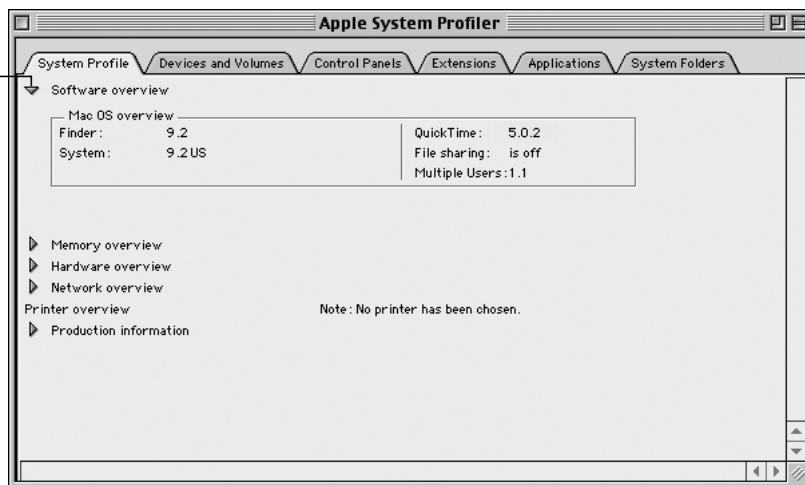 Apple System Profiler
System Profile Devices and Volumes Control Panels Extensions Applications System Folders
Software overview
Mac OS overview
Finder: 9.2 QuickTime: 5.0.2
System: 9.2 US File sharing: is off
Multiple Users: 1.1
Memory overview
Hardware overview
Network overview
Printer overview Note: No printer has been chosen.
Production information